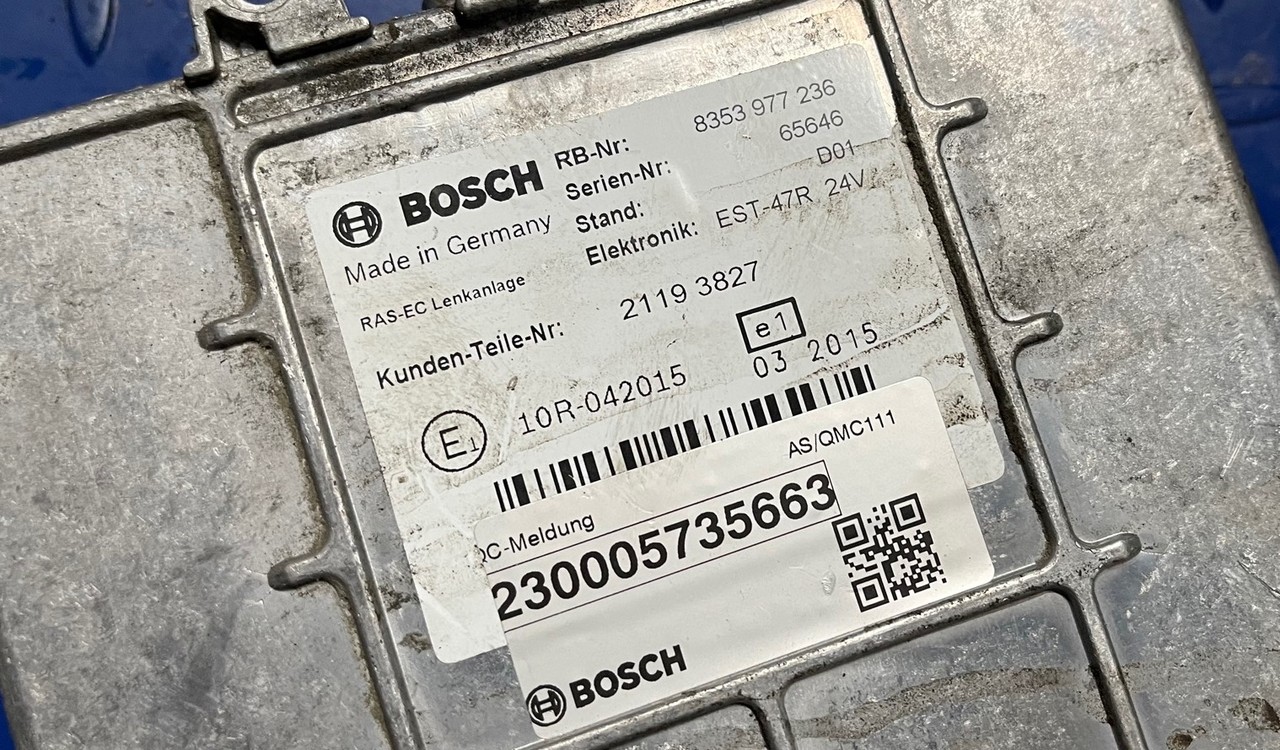 BOSCH
Made in Germany
RAS-EC Lenkanlage
RB-Nr: 8353 977 236
Serien-Nr: 65646
Stand: D01
Elektronik: EST-47R 24V
Kunden-Teile-Nr: 2119 3827
e1
E1 10R-042015 03 2015
AS/QMC111
QC-Meldung
230005735663
BOSCH